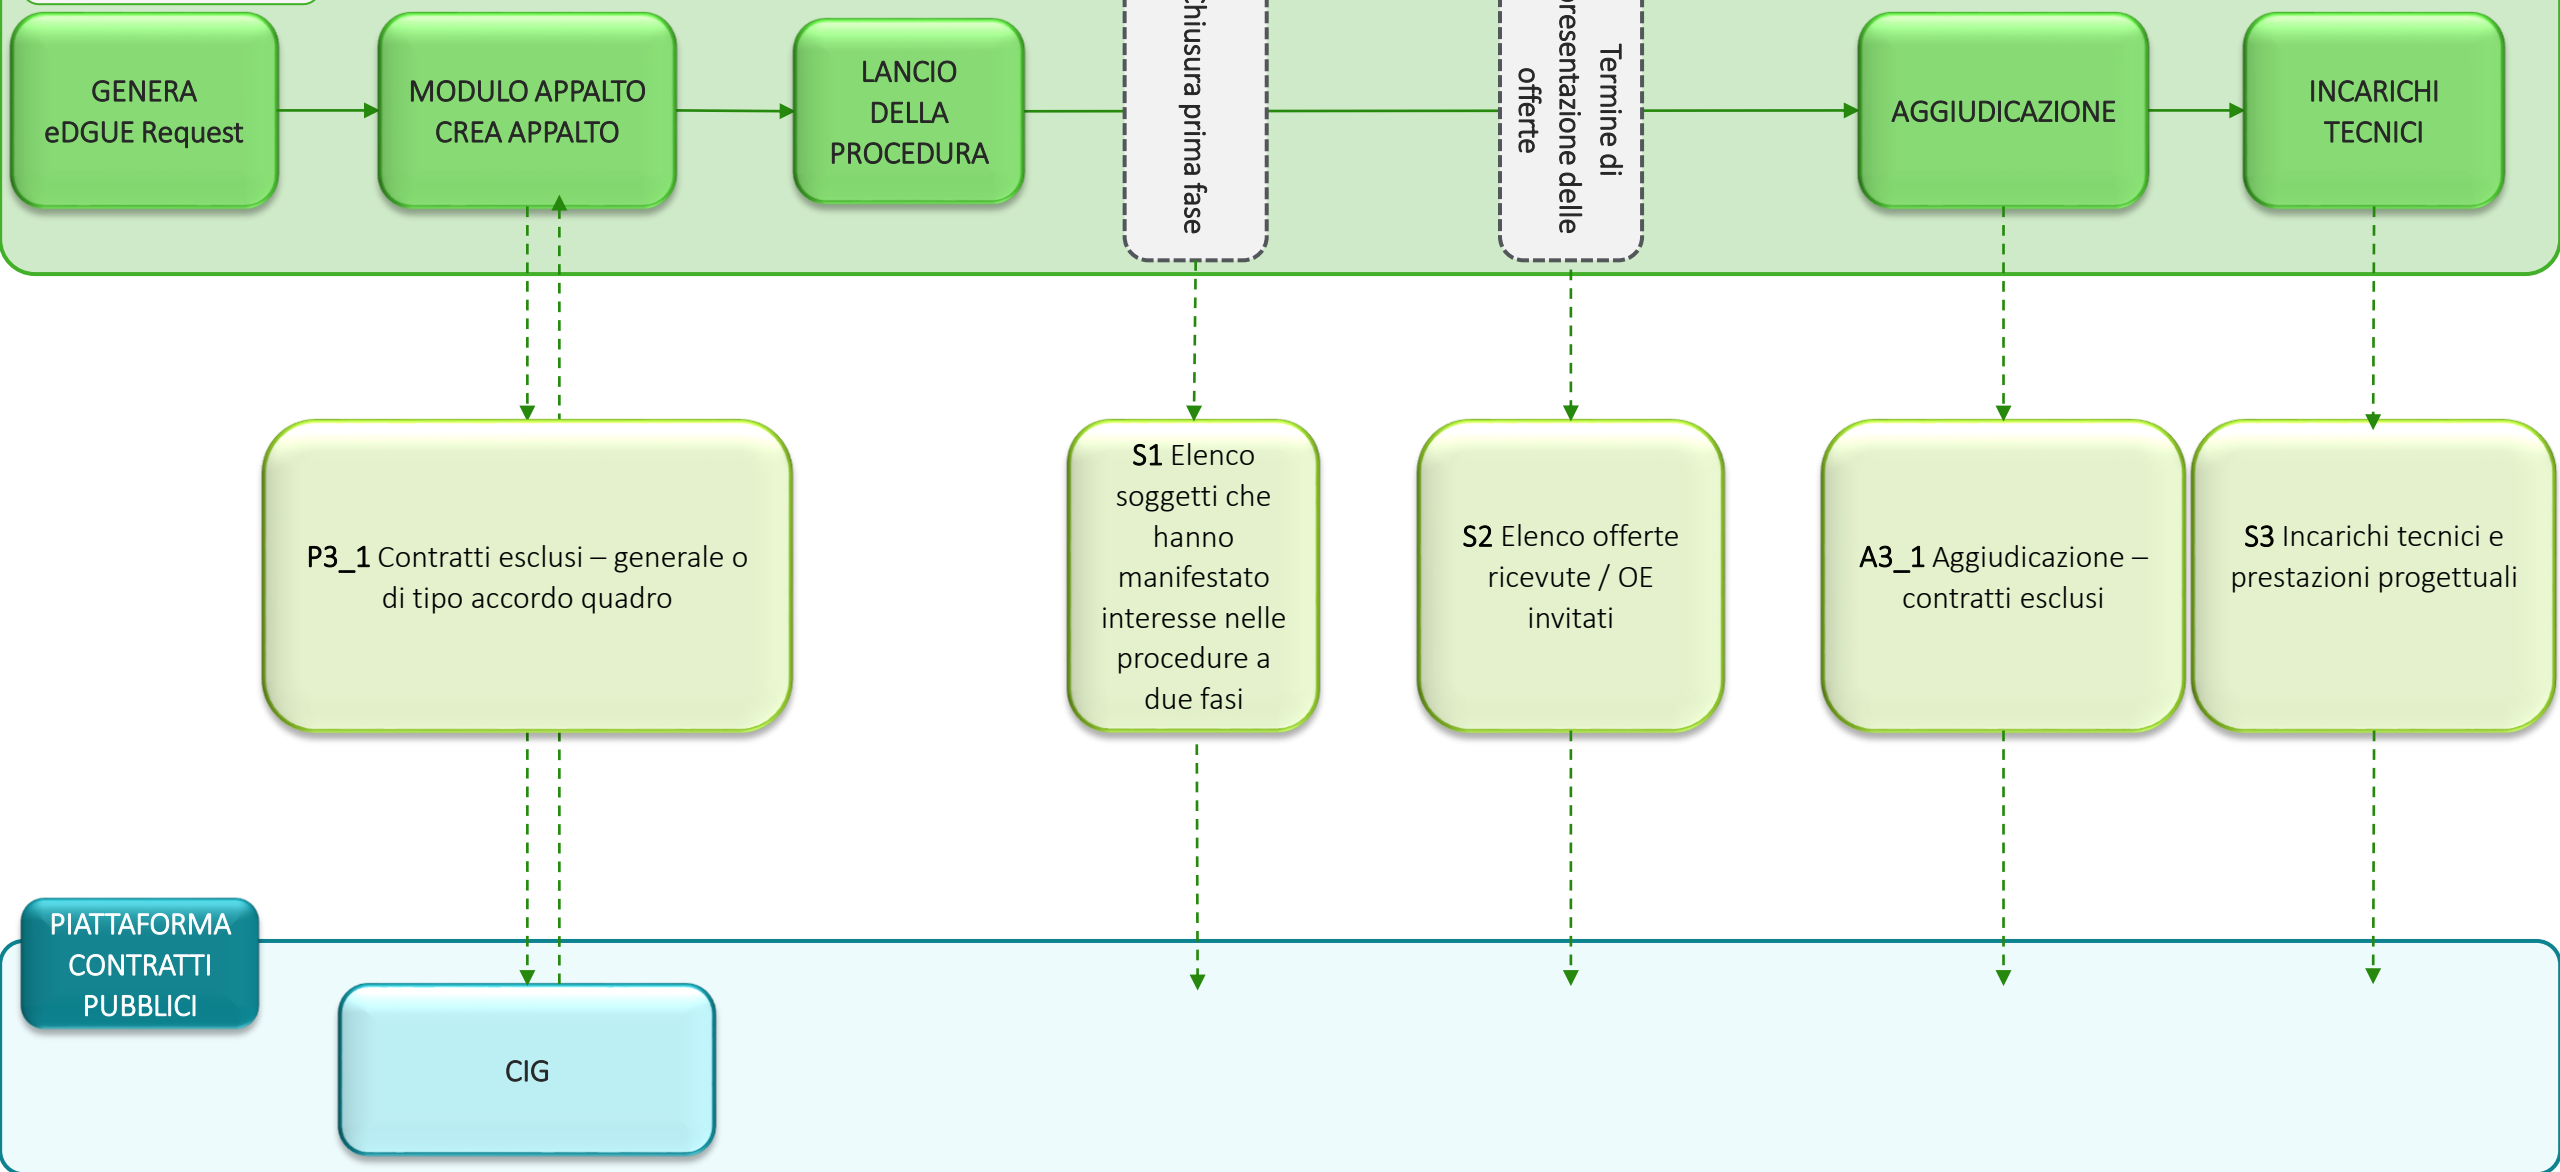 GENERA
eDGUE Request
MODULO APPALTO
CREA APPALTO
LANCIO
DELLA
PROCEDURA
prima fase
Termine di
delle
offerte
AGGIUDICAZIONE
INCARICHI
TECNICI
P3_1 Contratti esclusi – generale o
di tipo accordo quadro
S1 Elenco
soggetti che
hanno
manifestato
interesse nelle
procedure a
due fasi
S2 Elenco offerte
ricevute / OE
invitati
A3_1 Aggiudicazione –
contratti esclusi
S3 Incarichi tecnici e
prestazioni progettuali
PIATTAFORMA
CONTRATTI
PUBBLICI
CIG